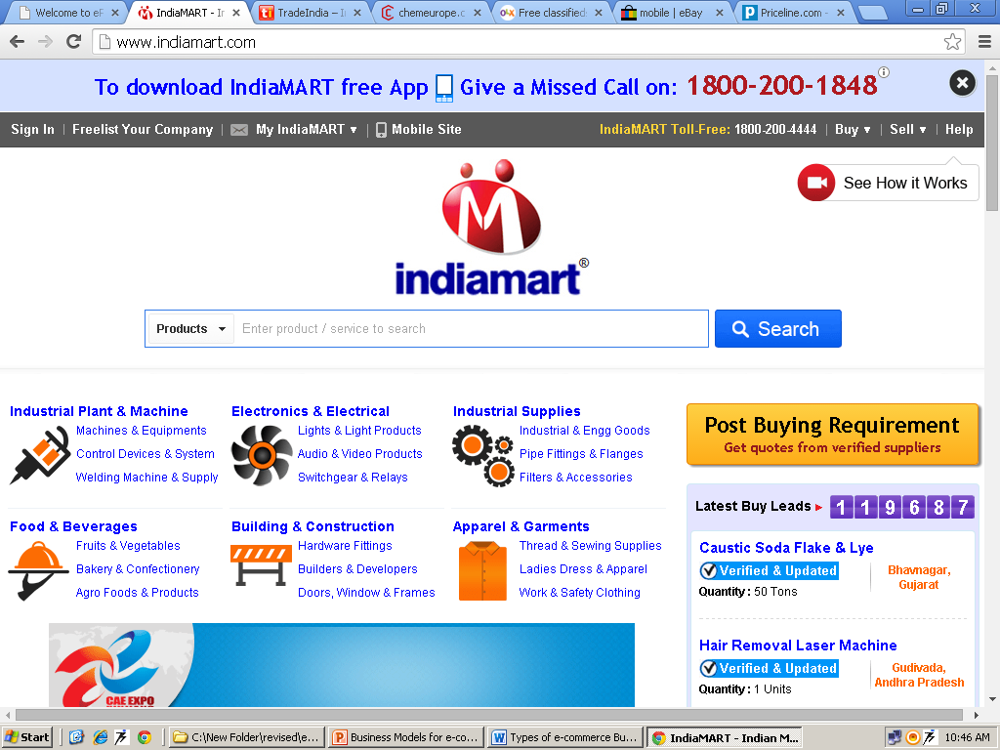 Welcome to eF
IndiaMART - Ir
TradeIndia – I
chemeurope.c
Free classified
mobile | eBay
Priceline.com -
www.indiamart.com
To download IndiaMART free App Give a Missed Call on: 1800-200-1848
Sign In | Freelist Your Company | My IndiaMART ▼ | Mobile Site IndiaMART Toll-Free: 1800-200-4444 | Buy ▼ | Sell ▼ | Help
See How it Works
indiamart®
Products Enter product / service to search Search
Industrial Plant & Machine
Machines & Equipments
Control Devices & System
Welding Machine & Supply
Electronics & Electrical
Lights & Light Products
Audio & Video Products
Switchgear & Relays
Industrial Supplies
Industrial & Engg Goods
Pipe Fittings & Flanges
Filters & Accessories
Food & Beverages
Fruits & Vegetables
Bakery & Confectionery
Agro Foods & Products
Building & Construction
Hardware Fittings
Builders & Developers
Doors, Window & Frames
Apparel & Garments
Thread & Sewing Supplies
Ladies Dress & Apparel
Work & Safety Clothing
CAE EXPO
Post Buying Requirement
Get quotes from verified suppliers
Latest Buy Leads 119687
Caustic Soda Flake & Lye
Verified & Updated
Quantity : 50 Tons
Bhavnagar,
Gujarat
Hair Removal Laser Machine
Verified & Updated
Quantity : 1 Units
Gudivada,
Andhra Pradesh
Start
C:\New Folder\revised\e...
Business Models for e-co...
Types of e-commerce Bu...
IndiaMART - Indian M...
10:46 AM